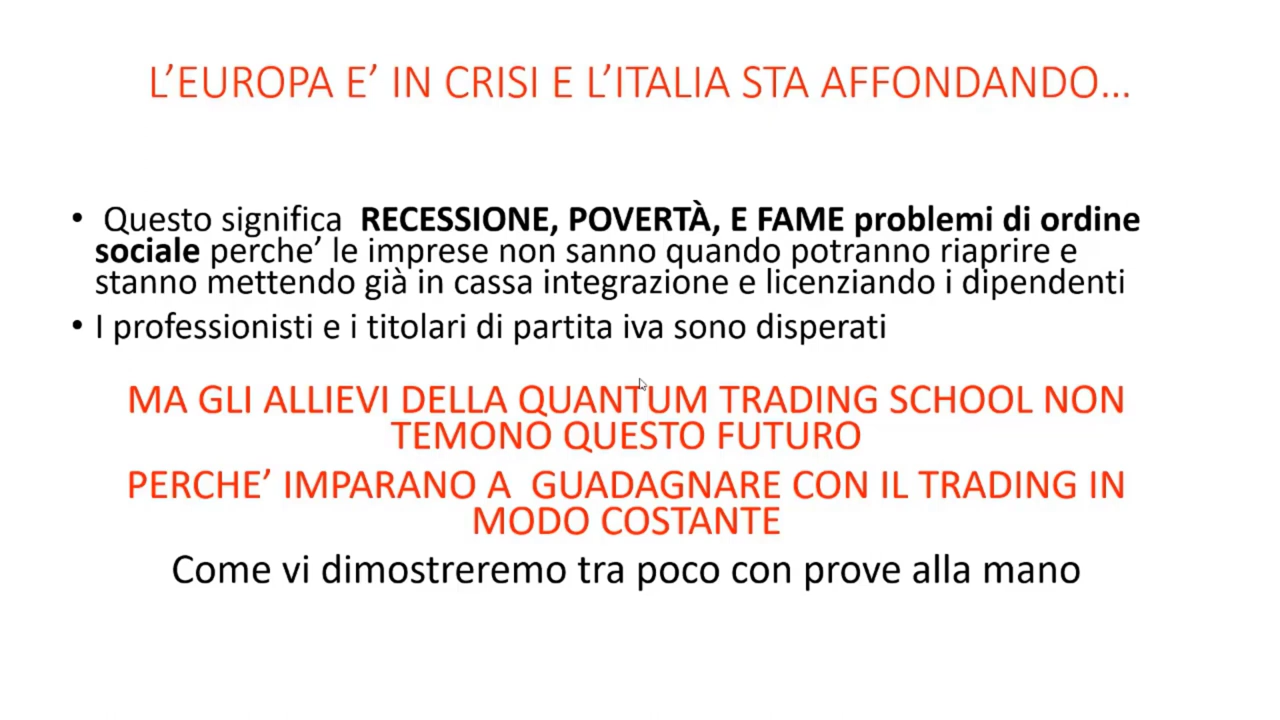 L’EUROPA E’ IN CRISI E L’ITALIA STA AFFONDANDO…
• Questo significa RECESSIONE, POVERTÀ, E FAME problemi di ordine
sociale perche’ le imprese non sanno quando potranno riaprire e
stanno mettendo già in cassa integrazione e licenziando i dipendenti
• I professionisti e i titolari di partita iva sono disperati
MA GLI ALLIEVI DELLA QUANTUM TRADING SCHOOL NON
TEMONO QUESTO FUTURO
PERCHE’ IMPARANO A GUADAGNARE CON IL TRADING IN
MODO COSTANTE
Come vi dimostreremo tra poco con prove alla mano